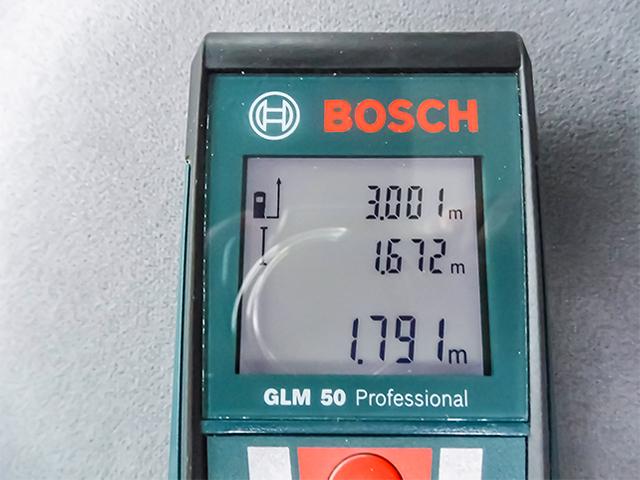 BOSCH
3.001 m
1.672 m
1.791 m
GLM 50 Professional